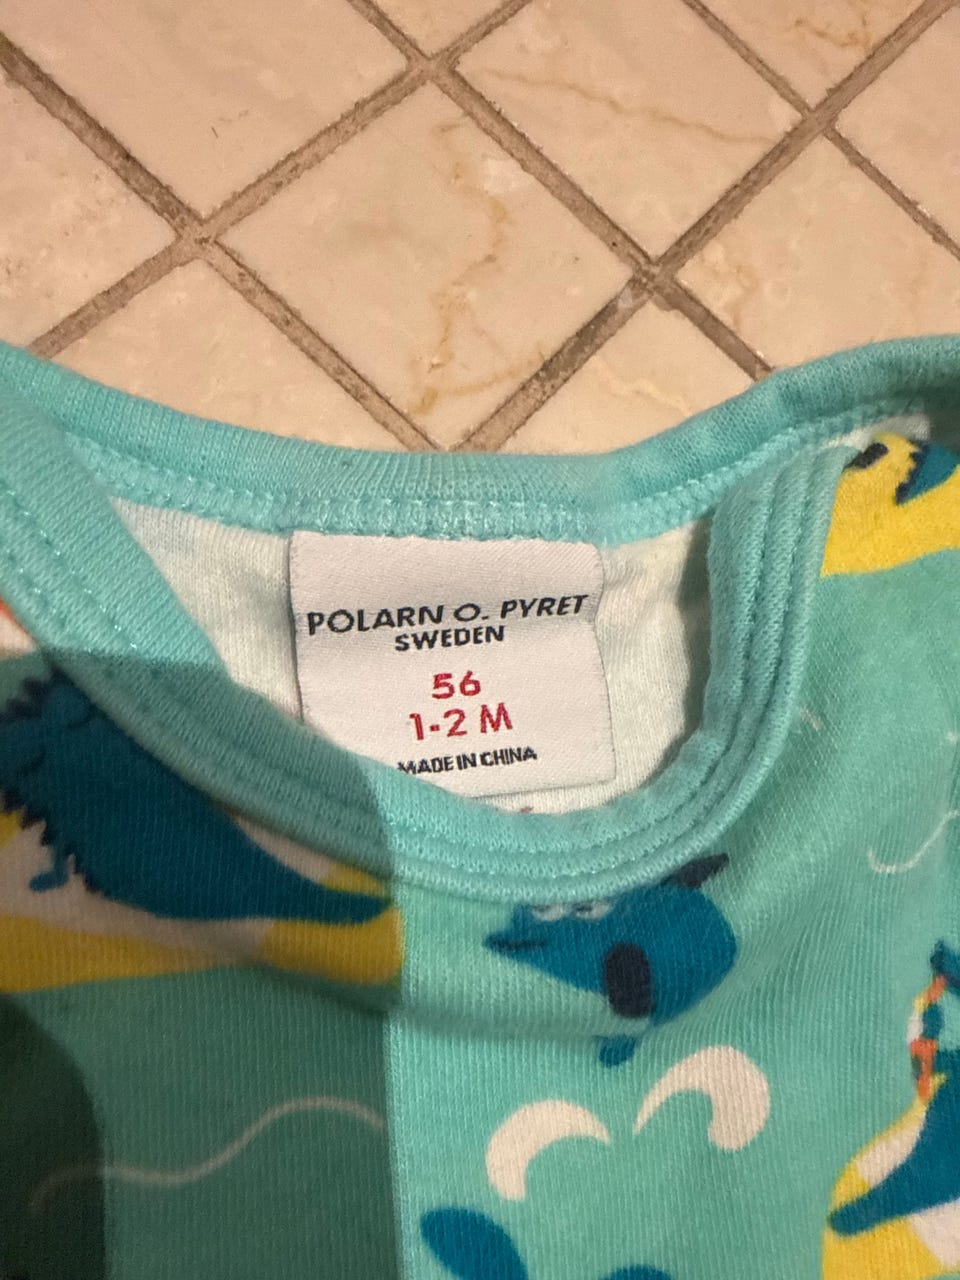 POLARN O. PYRET
SWEDEN
56
1-2 M
MADE IN CHINA